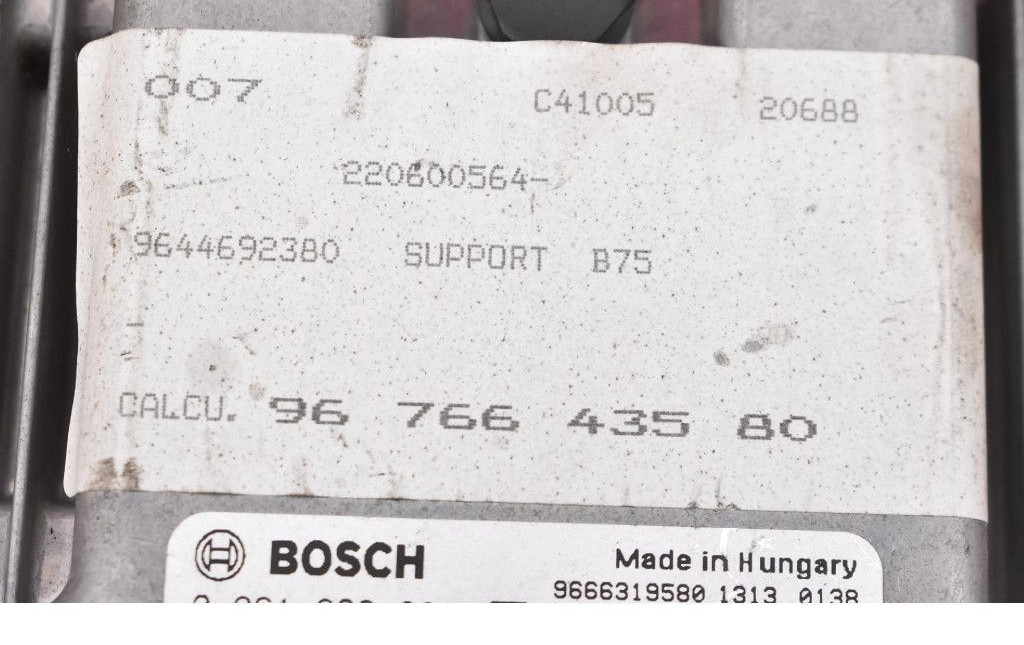 007 C41005 20688
220600564-
9644692380 SUPPORT B75
CALCU. 96 766 435 80
BOSCH Made in Hungary
9666319580 1313 0138